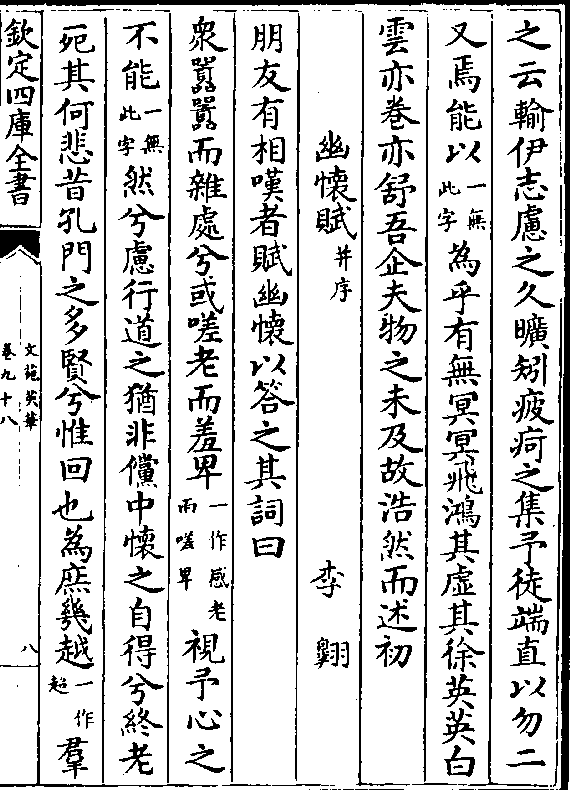 之云輸伊志慮之久曠矧疲痾之集予徒端直以勿二
又焉能以一無此字為乎有無冥冥飛鴻其虛其徐英英白
雲亦卷亦舒吾企夫物之未及故浩然而述初
幽懷賦并序 李翱
朋友有相嘆者賦幽懷以答之其詞曰
衆囂囂而雜處兮或嗟老而羞卑一作感老而嗟卑視予心之
不能一無此字然兮慮行道之猶非儻中懷之自得兮終老
死其何悲昔孔門之多賢兮惟回也為庶幾越一作超羣
欽定四庫全書
文苑英華
卷九十八
八